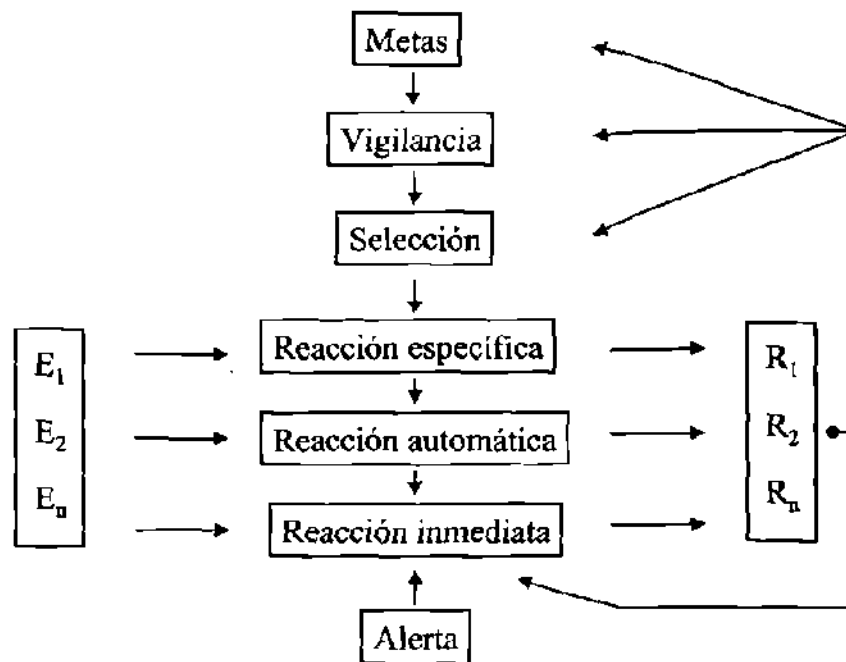 Metas
Vigilancia
Selección
Reacción específica
Reacción automática
Reacción inmediata
Alerta
E₁
E₂
Eₙ
R₁
R₂
Rₙ